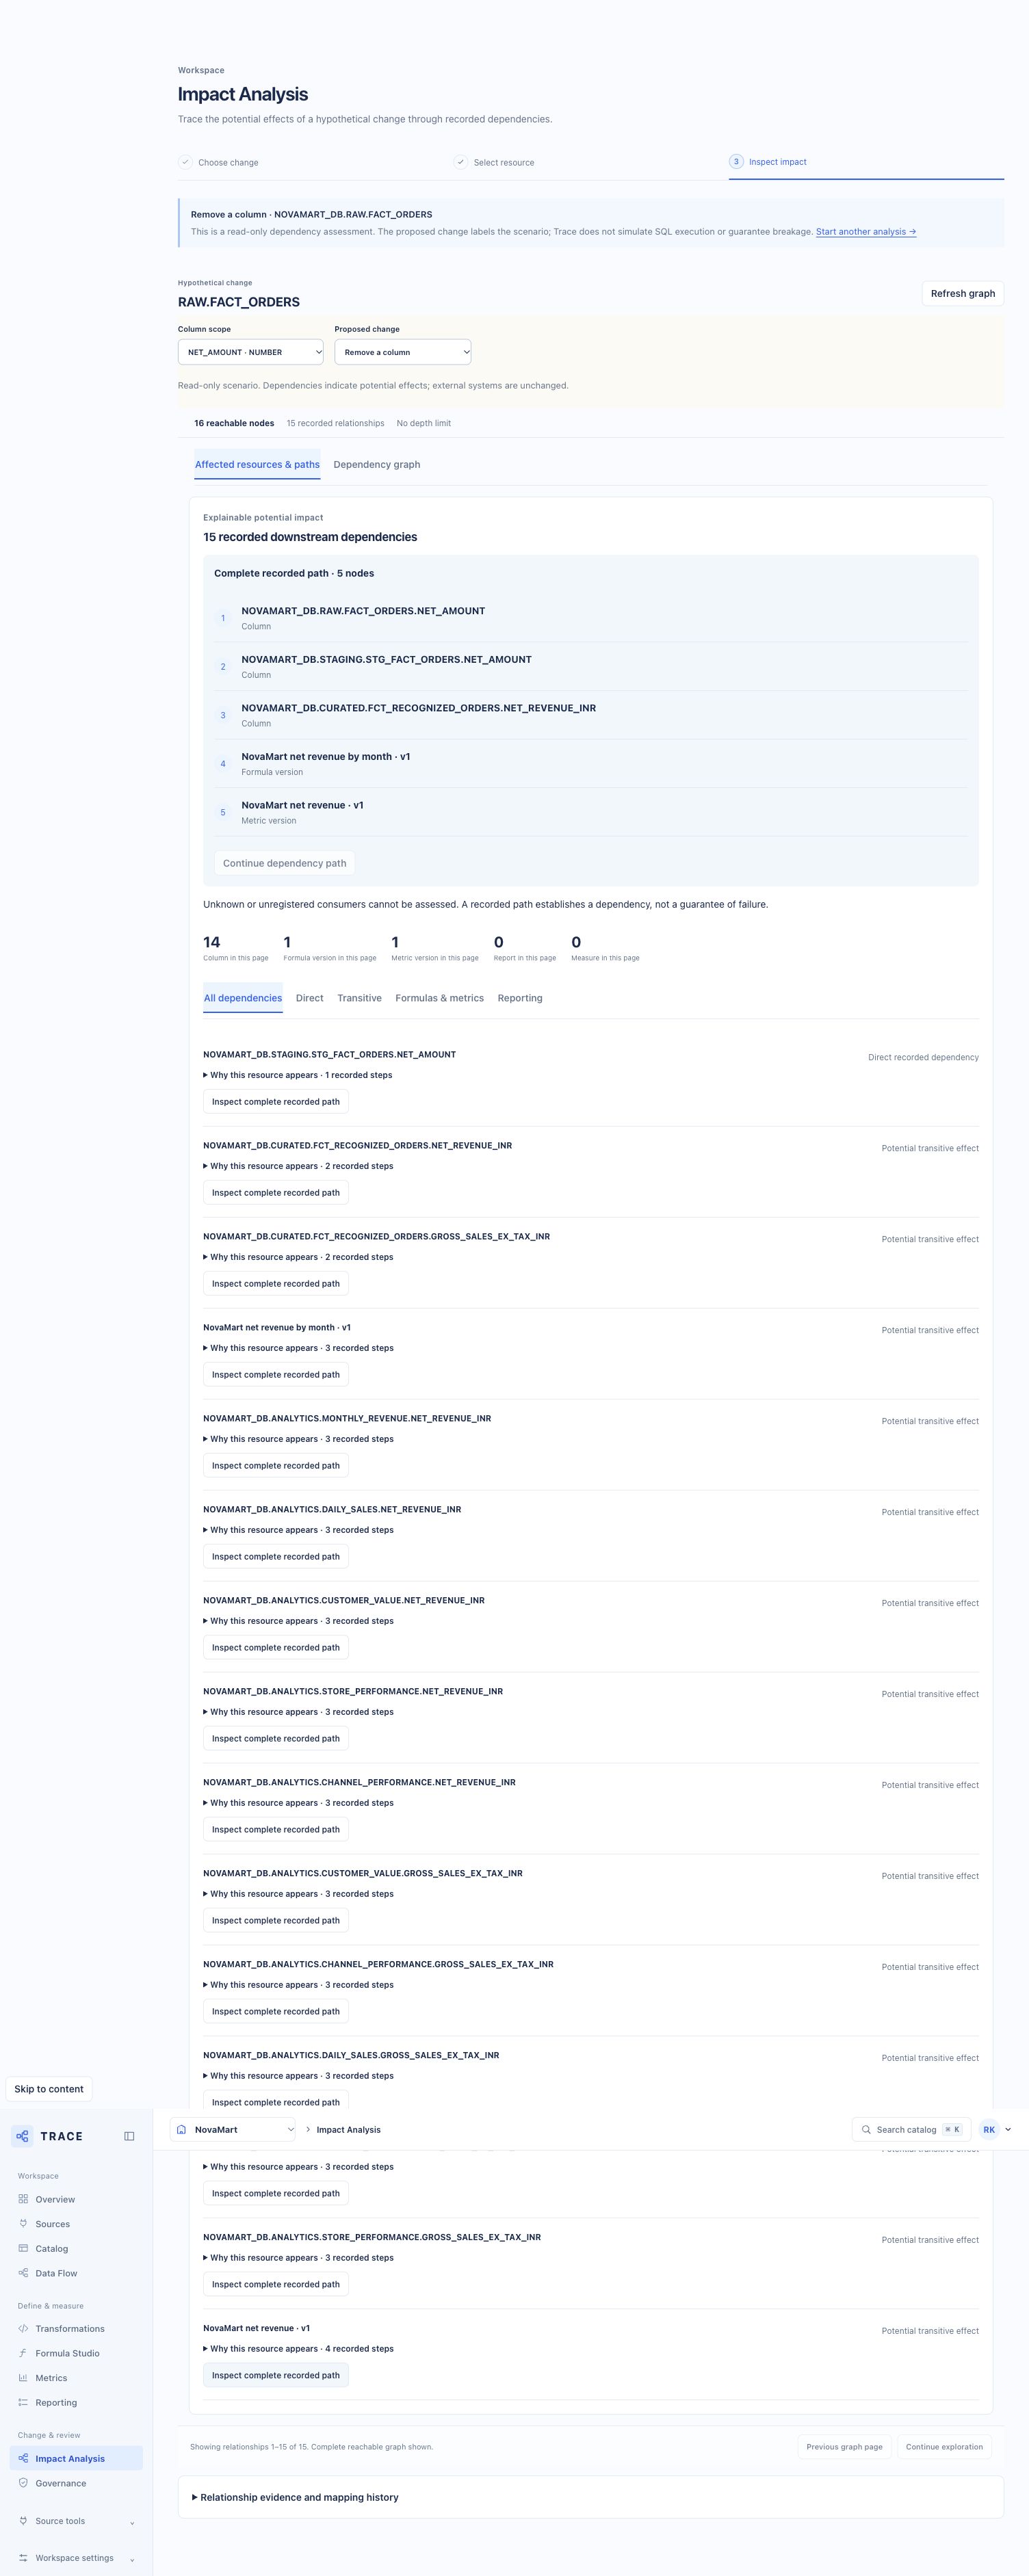 Workspace
Impact Analysis
Trace the potential effects of a hypothetical change through recorded dependencies.
Choose change
Select resource
3 Inspect impact
Remove a column · NOVAMART_DB.RAW.FACT_ORDERS
This is a read-only dependency assessment. The proposed change labels the scenario; Trace does not simulate SQL execution or guarantee breakage. Start another analysis →
Hypothetical change
RAW.FACT_ORDERS
Refresh graph
Column scope
Proposed change
NET_AMOUNT · NUMBER
Remove a column
Read-only scenario. Dependencies indicate potential effects; external systems are unchanged.
16 reachable nodes 15 recorded relationships No depth limit
Affected resources & paths Dependency graph
Explainable potential impact
15 recorded downstream dependencies
Complete recorded path · 5 nodes
1 NOVAMART_DB.RAW.FACT_ORDERS.NET_AMOUNT
Column
2 NOVAMART_DB.STAGING.STG_FACT_ORDERS.NET_AMOUNT
Column
3 NOVAMART_DB.CURATED.FCT_RECOGNIZED_ORDERS.NET_REVENUE_INR
Column
4 NovaMart net revenue by month · v1
Formula version
5 NovaMart net revenue · v1
Metric version
Continue dependency path
Unknown or unregistered consumers cannot be assessed. A recorded path establishes a dependency, not a guarantee of failure.
14 1 1 0 0
Column in this page Formula version in this page Metric version in this page Report in this page Measure in this page
All dependencies Direct Transitive Formulas & metrics Reporting
NOVAMART_DB.STAGING.STG_FACT_ORDERS.NET_AMOUNT
Direct recorded dependency
▶ Why this resource appears · 1 recorded steps
Inspect complete recorded path
NOVAMART_DB.CURATED.FCT_RECOGNIZED_ORDERS.NET_REVENUE_INR
Potential transitive effect
▶ Why this resource appears · 2 recorded steps
Inspect complete recorded path
NOVAMART_DB.CURATED.FCT_RECOGNIZED_ORDERS.GROSS_SALES_EX_TAX_INR
Potential transitive effect
▶ Why this resource appears · 2 recorded steps
Inspect complete recorded path
NovaMart net revenue by month · v1
Potential transitive effect
▶ Why this resource appears · 3 recorded steps
Inspect complete recorded path
NOVAMART_DB.ANALYTICS.MONTHLY_REVENUE.NET_REVENUE_INR
Potential transitive effect
▶ Why this resource appears · 3 recorded steps
Inspect complete recorded path
NOVAMART_DB.ANALYTICS.DAILY_SALES.NET_REVENUE_INR
Potential transitive effect
▶ Why this resource appears · 3 recorded steps
Inspect complete recorded path
NOVAMART_DB.ANALYTICS.CUSTOMER_VALUE.NET_REVENUE_INR
Potential transitive effect
▶ Why this resource appears · 3 recorded steps
Inspect complete recorded path
NOVAMART_DB.ANALYTICS.STORE_PERFORMANCE.NET_REVENUE_INR
Potential transitive effect
▶ Why this resource appears · 3 recorded steps
Inspect complete recorded path
NOVAMART_DB.ANALYTICS.CHANNEL_PERFORMANCE.NET_REVENUE_INR
Potential transitive effect
▶ Why this resource appears · 3 recorded steps
Inspect complete recorded path
NOVAMART_DB.ANALYTICS.CUSTOMER_VALUE.GROSS_SALES_EX_TAX_INR
Potential transitive effect
▶ Why this resource appears · 3 recorded steps
Inspect complete recorded path
NOVAMART_DB.ANALYTICS.CHANNEL_PERFORMANCE.GROSS_SALES_EX_TAX_INR
Potential transitive effect
▶ Why this resource appears · 3 recorded steps
Inspect complete recorded path
NOVAMART_DB.ANALYTICS.DAILY_SALES.GROSS_SALES_EX_TAX_INR
Potential transitive effect
▶ Why this resource appears · 3 recorded steps
Inspect complete recorded path
Skip to content
TRACE
NovaMart
Impact Analysis
Search catalog ⌘ K
RK
▶ Why this resource appears · 3 recorded steps
Inspect complete recorded path
NOVAMART_DB.ANALYTICS.STORE_PERFORMANCE.GROSS_SALES_EX_TAX_INR
Potential transitive effect
▶ Why this resource appears · 3 recorded steps
Inspect complete recorded path
NovaMart net revenue · v1
Potential transitive effect
▶ Why this resource appears · 4 recorded steps
Inspect complete recorded path
Showing relationships 1–15 of 15. Complete reachable graph shown.
Previous graph page
Continue exploration
▶ Relationship evidence and mapping history
Workspace
Overview
Sources
Catalog
Data Flow
Define & measure
Transformations
Formula Studio
Metrics
Reporting
Change & review
Impact Analysis
Governance
Source tools
Workspace settings